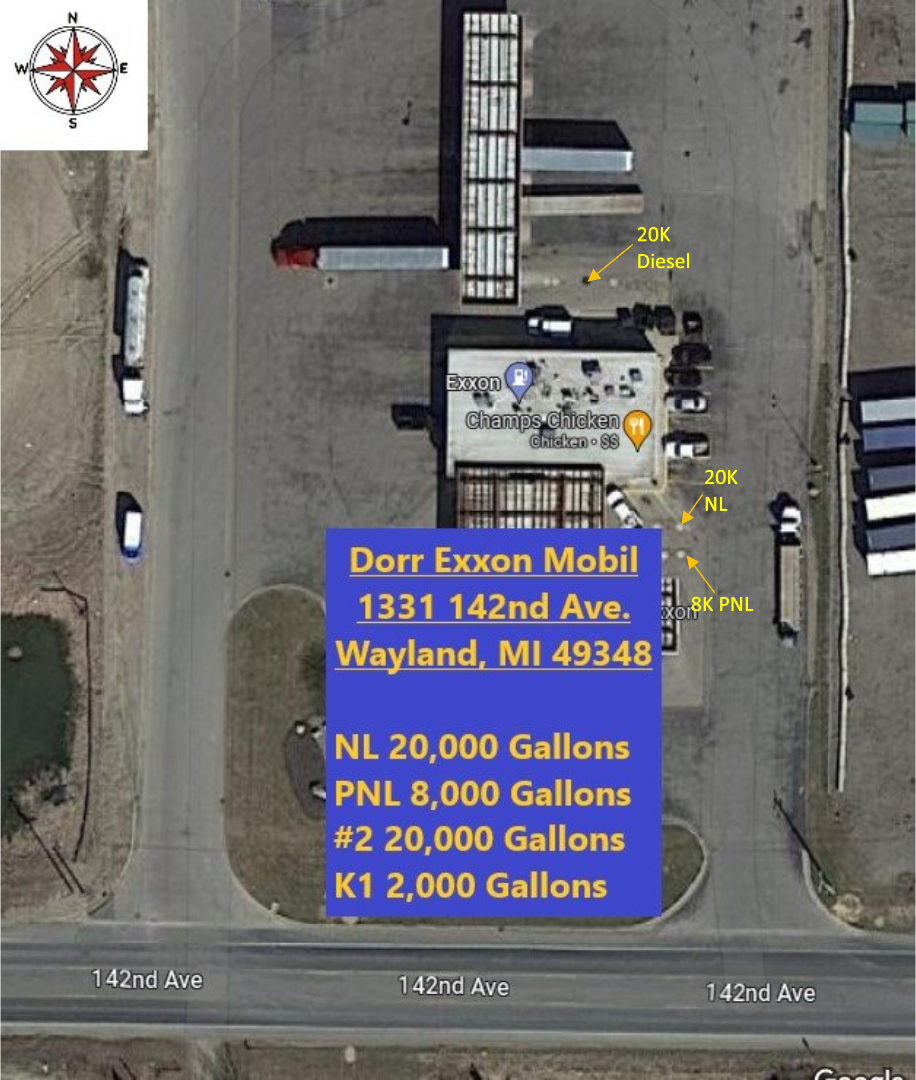 N
W E
S
20K
Diesel
Exxon
Champs Chicken
Chicken • $$
20K
NL
8K PNL
xxon
Dorr Exxon Mobil
1331 142nd Ave.
Wayland, MI 49348
NL 20,000 Gallons
PNL 8,000 Gallons
#2 20,000 Gallons
K1 2,000 Gallons
142nd Ave
142nd Ave
142nd Ave
Google